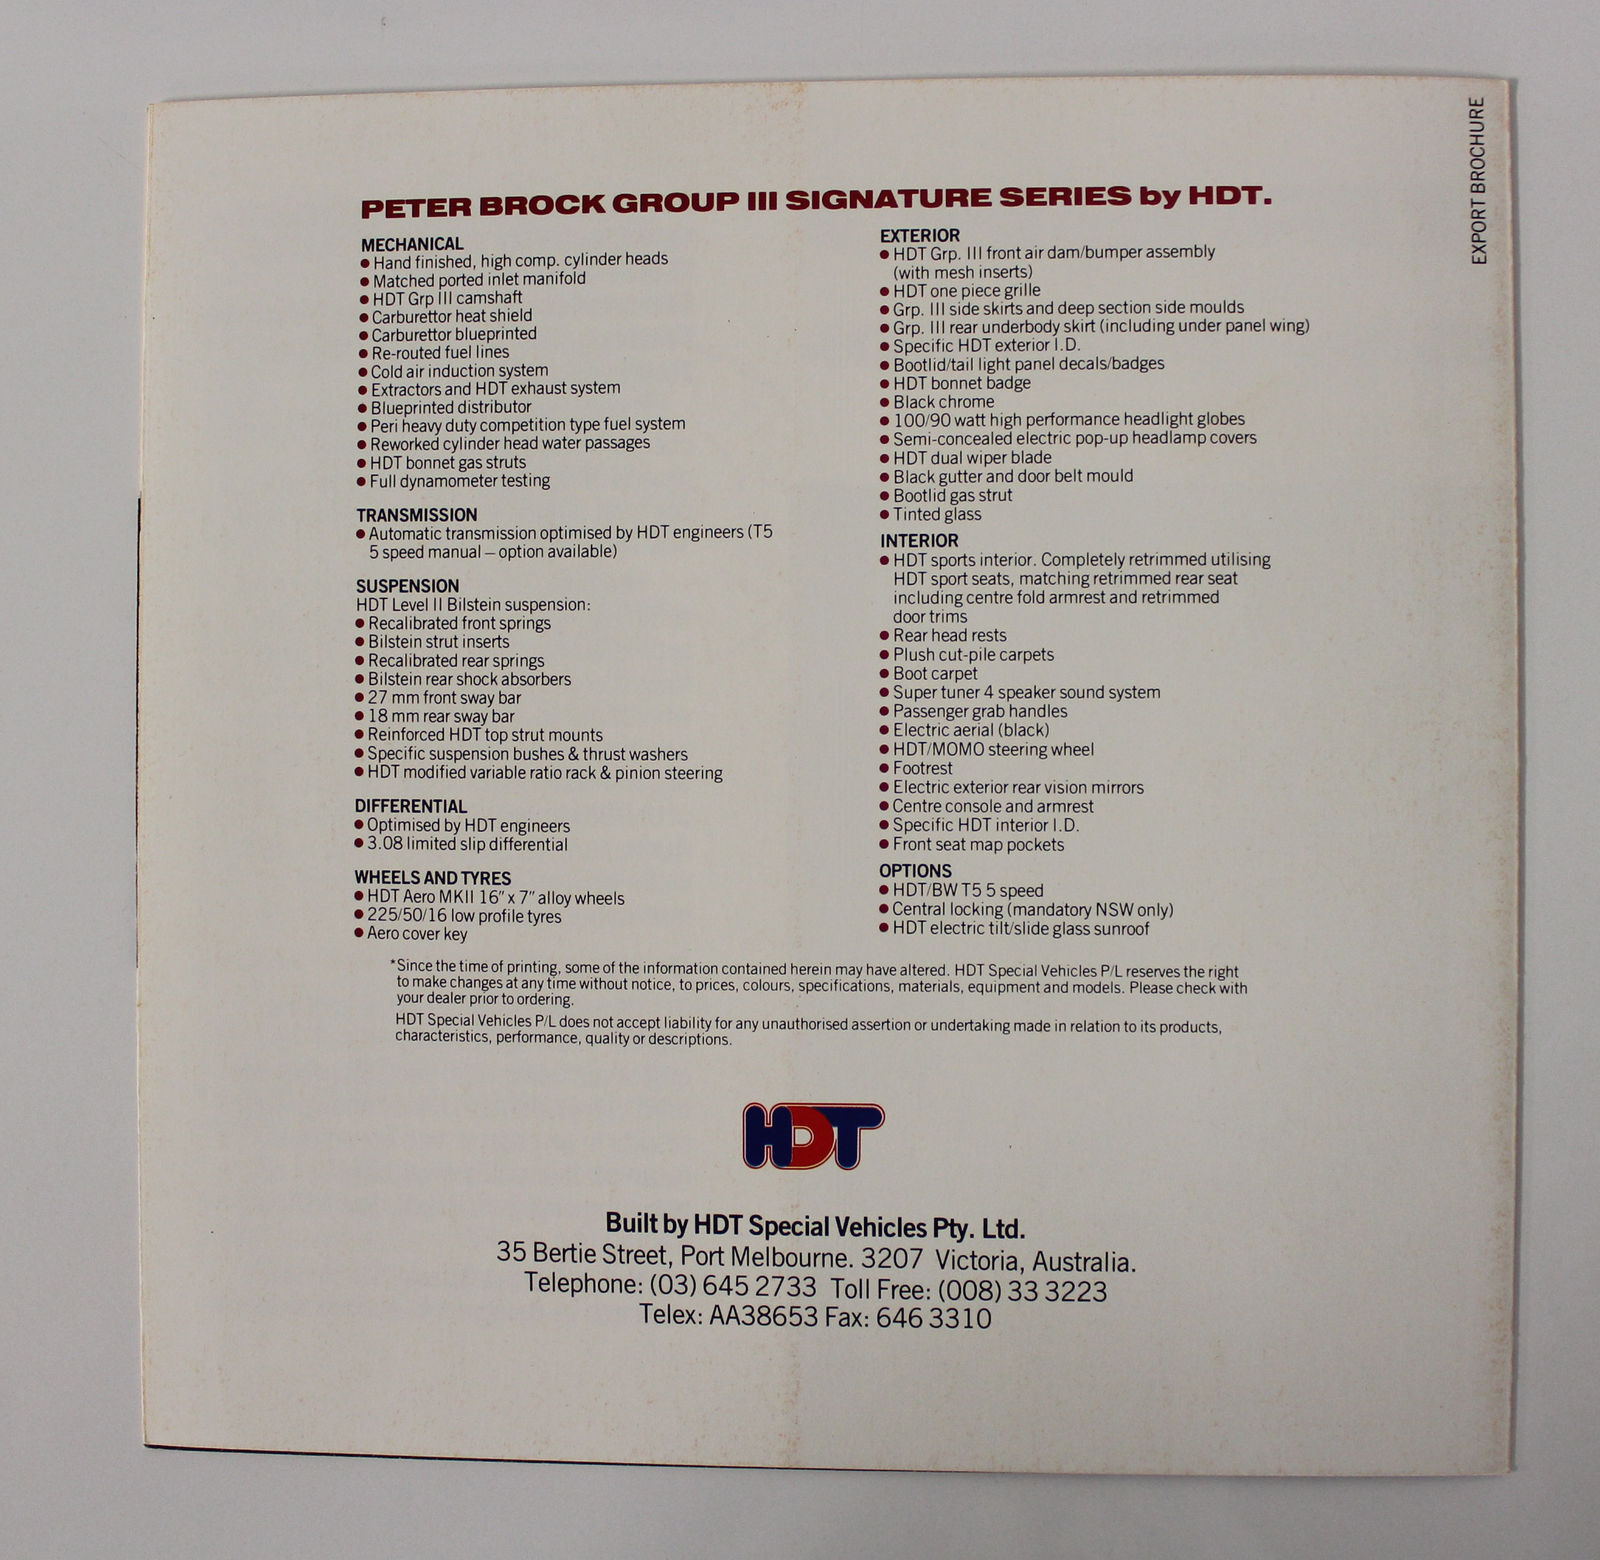 EXPORT BROCHURE
PETER BROCK GROUP III SIGNATURE SERIES by HDT.
MECHANICAL
● Hand finished, high comp. cylinder heads
● Matched ported inlet manifold
● HDT Grp III camshaft
● Carburettor heat shield
● Carburettor blueprinted
● Re-routed fuel lines
● Cold air induction system
● Extractors and HDT exhaust system
● Blueprinted distributor
● Peri heavy duty competition type fuel system
● Reworked cylinder head water passages
● HDT bonnet gas struts
● Full dynamometer testing
TRANSMISSION
● Automatic transmission optimised by HDT engineers (T5
5 speed manual – option available)
SUSPENSION
HDT Level II Bilstein suspension:
● Recalibrated front springs
● Bilstein strut inserts
● Recalibrated rear springs
● Bilstein rear shock absorbers
● 27 mm front sway bar
● 18 mm rear sway bar
● Reinforced HDT top strut mounts
● Specific suspension bushes & thrust washers
● HDT modified variable ratio rack & pinion steering
DIFFERENTIAL
● Optimised by HDT engineers
● 3.08 limited slip differential
WHEELS AND TYRES
● HDT Aero MKII 16″ x 7″ alloy wheels
● 225/50/16 low profile tyres
● Aero cover key
EXTERIOR
● HDT Grp. III front air dam/bumper assembly
(with mesh inserts)
● HDT one piece grille
● Grp. III side skirts and deep section side moulds
● Grp. III rear underbody skirt (including under panel wing)
● Specific HDT exterior I.D.
● Bootlid/tail light panel decals/badges
● HDT bonnet badge
● Black chrome
● 100/90 watt high performance headlight globes
● Semi-concealed electric pop-up headlamp covers
● HDT dual wiper blade
● Black gutter and door belt mould
● Bootlid gas strut
● Tinted glass
INTERIOR
● HDT sports interior. Completely retrimmed utilising
HDT sport seats, matching retrimmed rear seat
including centre fold armrest and retrimmed
door trims
● Rear head rests
● Plush cut-pile carpets
● Boot carpet
● Super tuner 4 speaker sound system
● Passenger grab handles
● Electric aerial (black)
● HDT/MOMO steering wheel
● Footrest
● Electric exterior rear vision mirrors
● Centre console and armrest
● Specific HDT interior I.D.
● Front seat map pockets
OPTIONS
● HDT/BW T5 5 speed
● Central locking (mandatory NSW only)
● HDT electric tilt/slide glass sunroof
*Since the time of printing, some of the information contained herein may have altered. HDT Special Vehicles P/L reserves the right
to make changes at any time without notice, to prices, colours, specifications, materials, equipment and models. Please check with
your dealer prior to ordering.
HDT Special Vehicles P/L does not accept liability for any unauthorised assertion or undertaking made in relation to its products,
characteristics, performance, quality or descriptions.
HDT
Built by HDT Special Vehicles Pty. Ltd.
35 Bertie Street, Port Melbourne. 3207 Victoria, Australia.
Telephone: (03) 645 2733 Toll Free: (008) 33 3223
Telex: AA38653 Fax: 646 3310